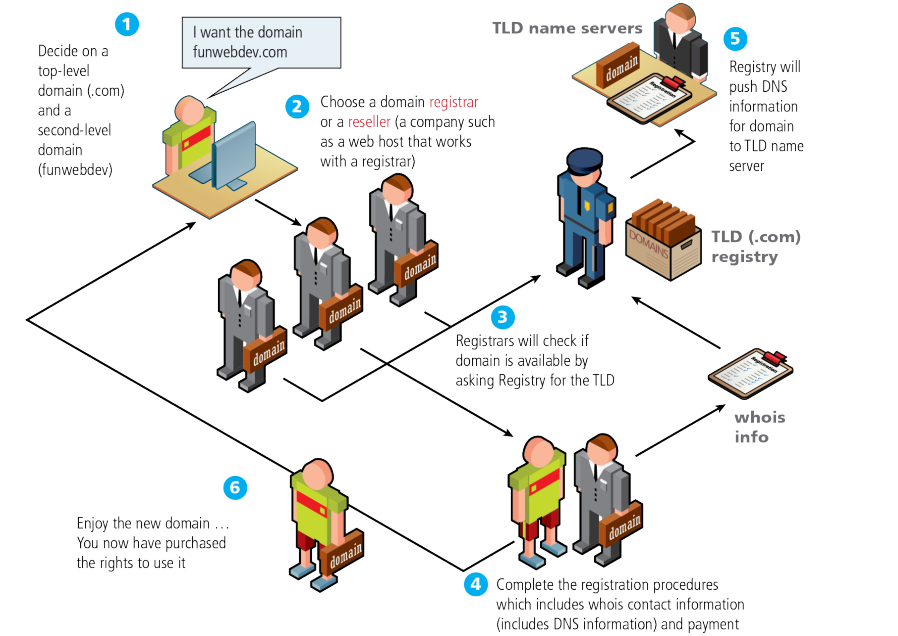 1
Decide on a
top-level
domain (.com)
and a
second-level
domain
(funwebdev)
I want the domain
funwebdev.com
2
Choose a domain registrar
or a reseller (a company such
as a web host that works
with a registrar)
domain
domain
domain
3
Registrars will check if
domain is available by
asking Registry for the TLD
DOMAINS
TLD (.com)
registry
4
Complete the registration procedures
which includes whois contact information
(includes DNS information) and payment
domain
Registration
whois
info
TLD name servers
domain
Registration
5
Registry will
push DNS
information
for domain
to TLD name
server
6
Enjoy the new domain …
You now have purchased
the rights to use it
domain